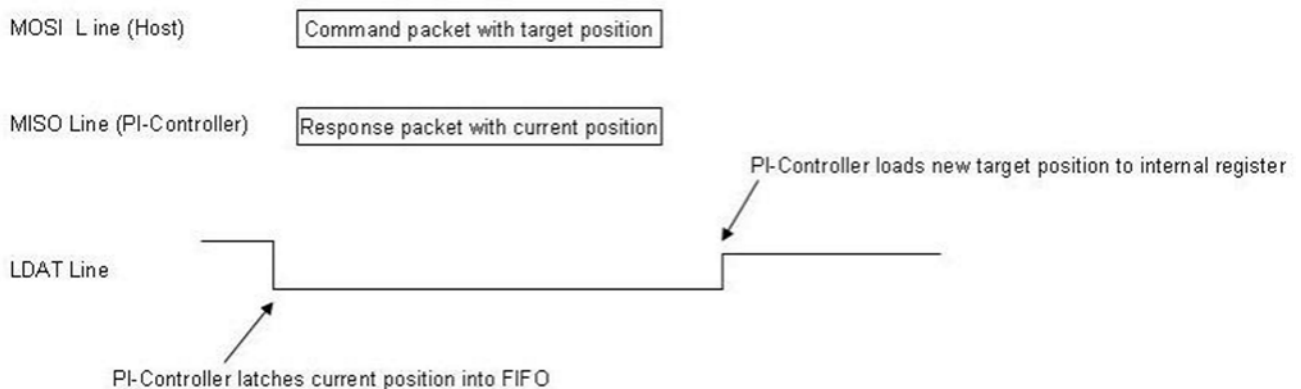 MOSI L ine (Host)
Command packet with target position
MISO Line (PI-Controller)
Response packet with current position
PI-Controller loads new target position to internal register
LDAT Line
PI-Controller latches current position into FIFO